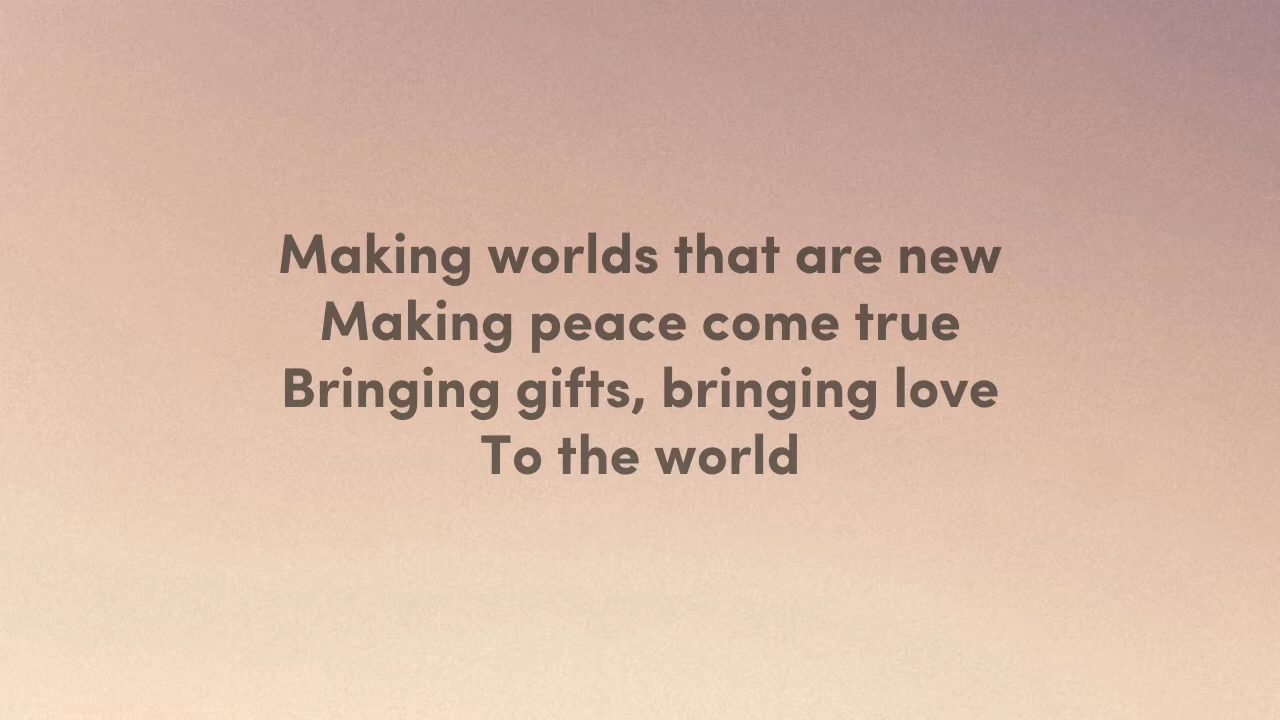 Making worlds that are new
Making peace come true
Bringing gifts, bringing love
To the world